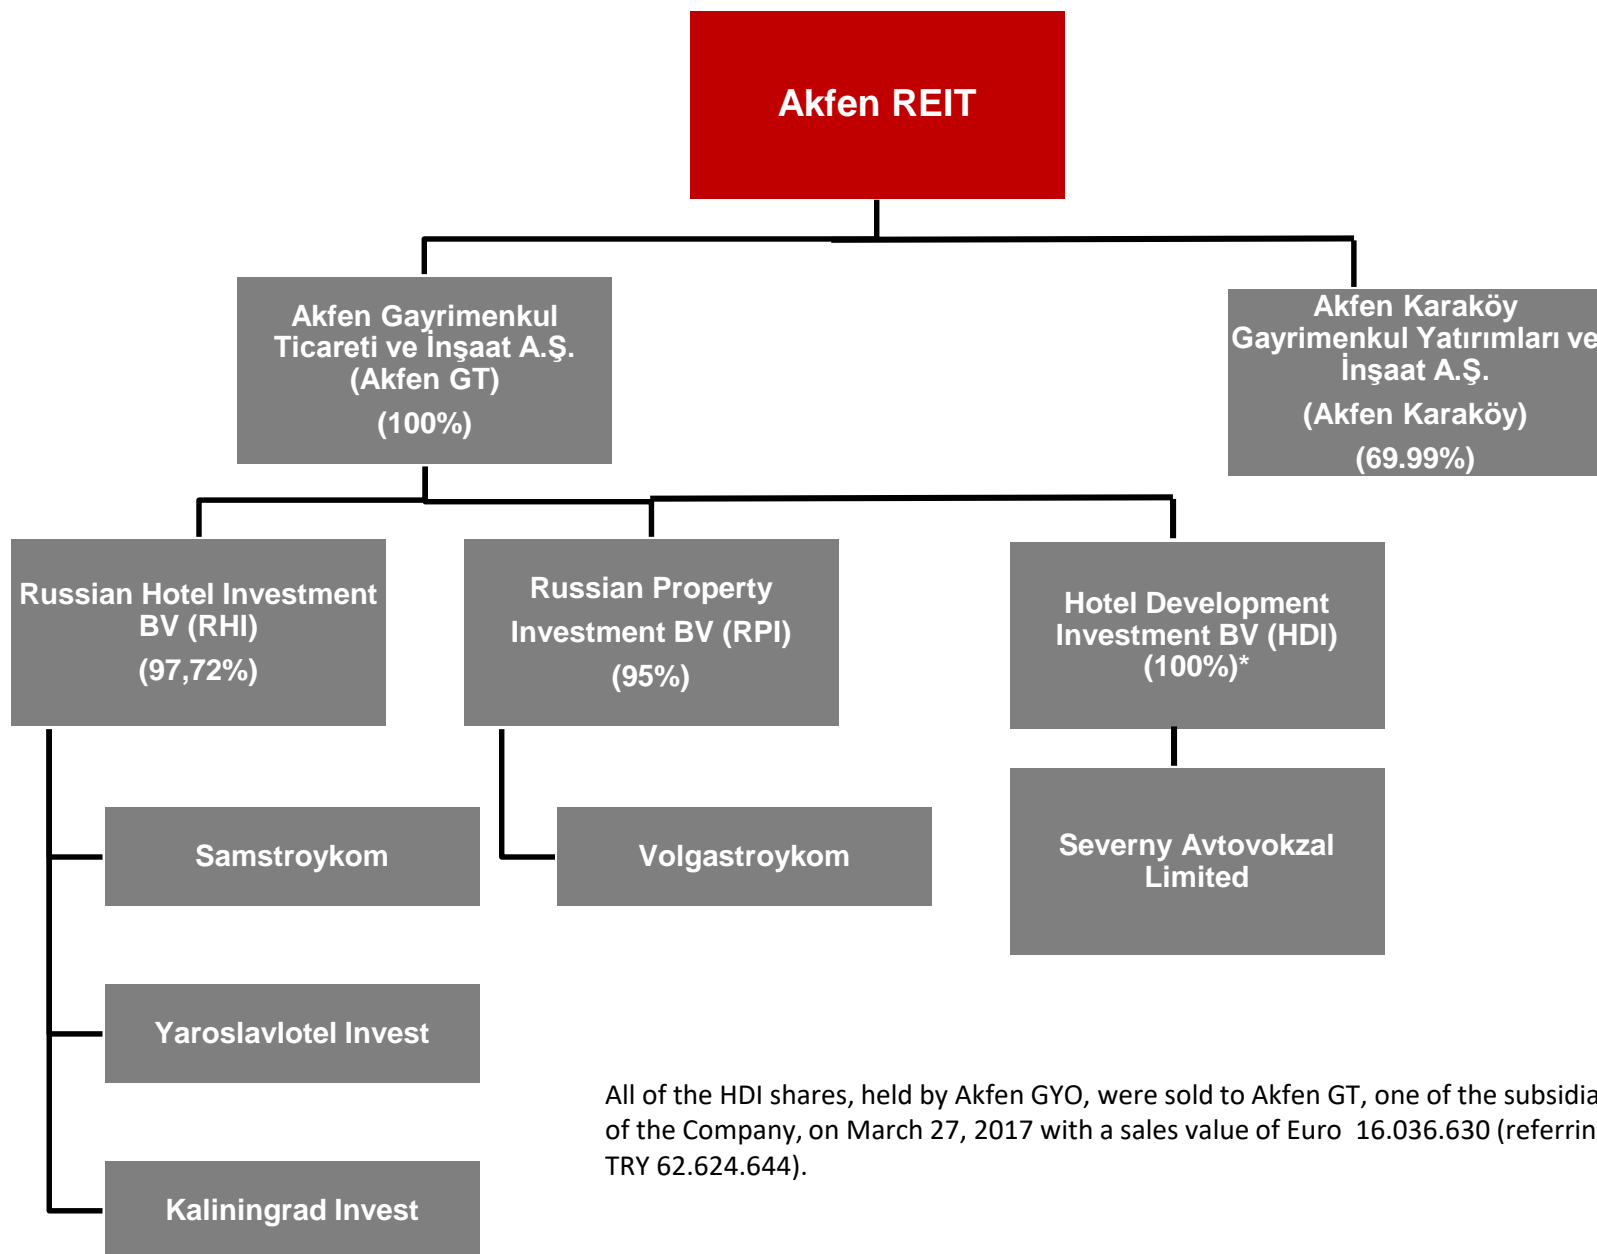 Akfen REIT
Akfen Gayrimenkul
Ticareti ve İnşaat A.Ş.
(Akfen GT)
(100%)
Akfen Karaköy
Gayrimenkul Yatırımları ve
İnşaat A.Ş.
(Akfen Karaköy)
(69.99%)
Russian Hotel Investment
BV (RHI)
(97,72%)
Russian Property
Investment BV (RPI)
(95%)
Hotel Development
Investment BV (HDI)
(100%)*
Samstroykom
Volgastroykom
Severny Avtovokzal
Limited
Yaroslavlotel Invest
Kaliningrad Invest
All of the HDI shares, held by Akfen GYO, were sold to Akfen GT, one of the
of the Company, on March 27, 2017 with a sales value of Euro 16.036.630
TRY 62.624.644).